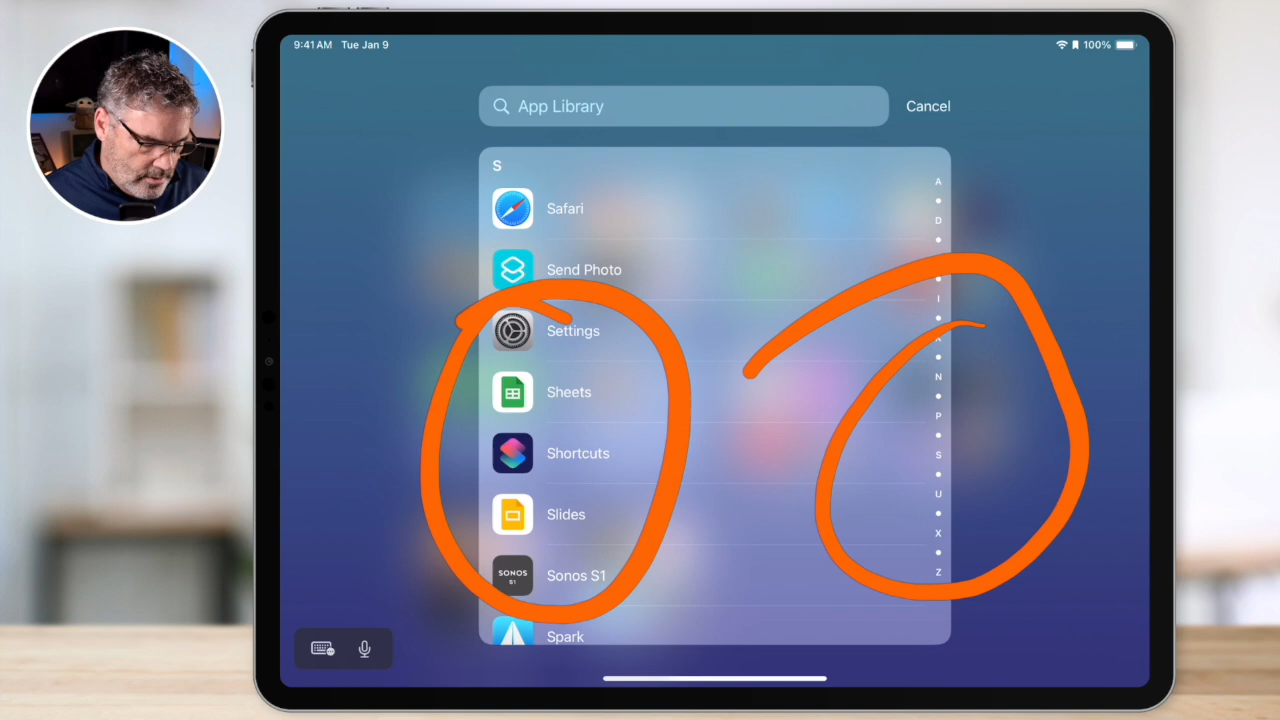 9:41 AM Tue Jan 9
100%
App Library
Cancel
S
Safari
Send Photo
Settings
Sheets
Shortcuts
Slides
SONOS
S1
Sonos S1
Spark
A
D
I
N
P
S
U
X
Z